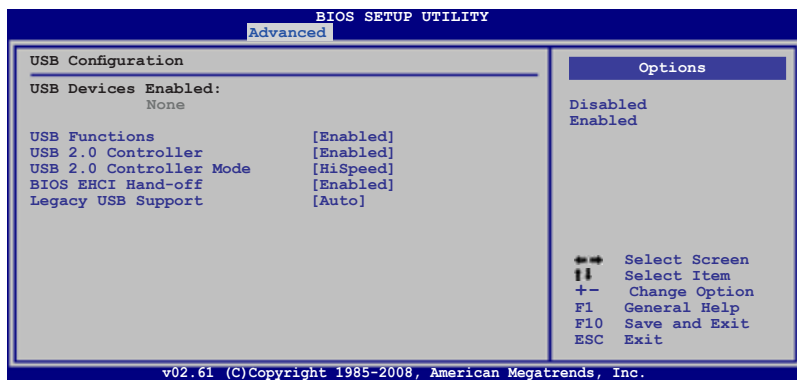 BIOS SETUP UTILITY
Advanced
USB Configuration
USB Devices Enabled:
None
USB Functions [Enabled]
USB 2.0 Controller [Enabled]
USB 2.0 Controller Mode [HiSpeed]
BIOS EHCI Hand-off [Enabled]
Legacy USB Support [Auto]
Options
Disabled
Enabled
←→ Select Screen
↑↓ Select Item
+- Change Option
F1 General Help
F10 Save and Exit
ESC Exit
v02.61 (C)Copyright 1985-2008, American Megatrends, Inc.